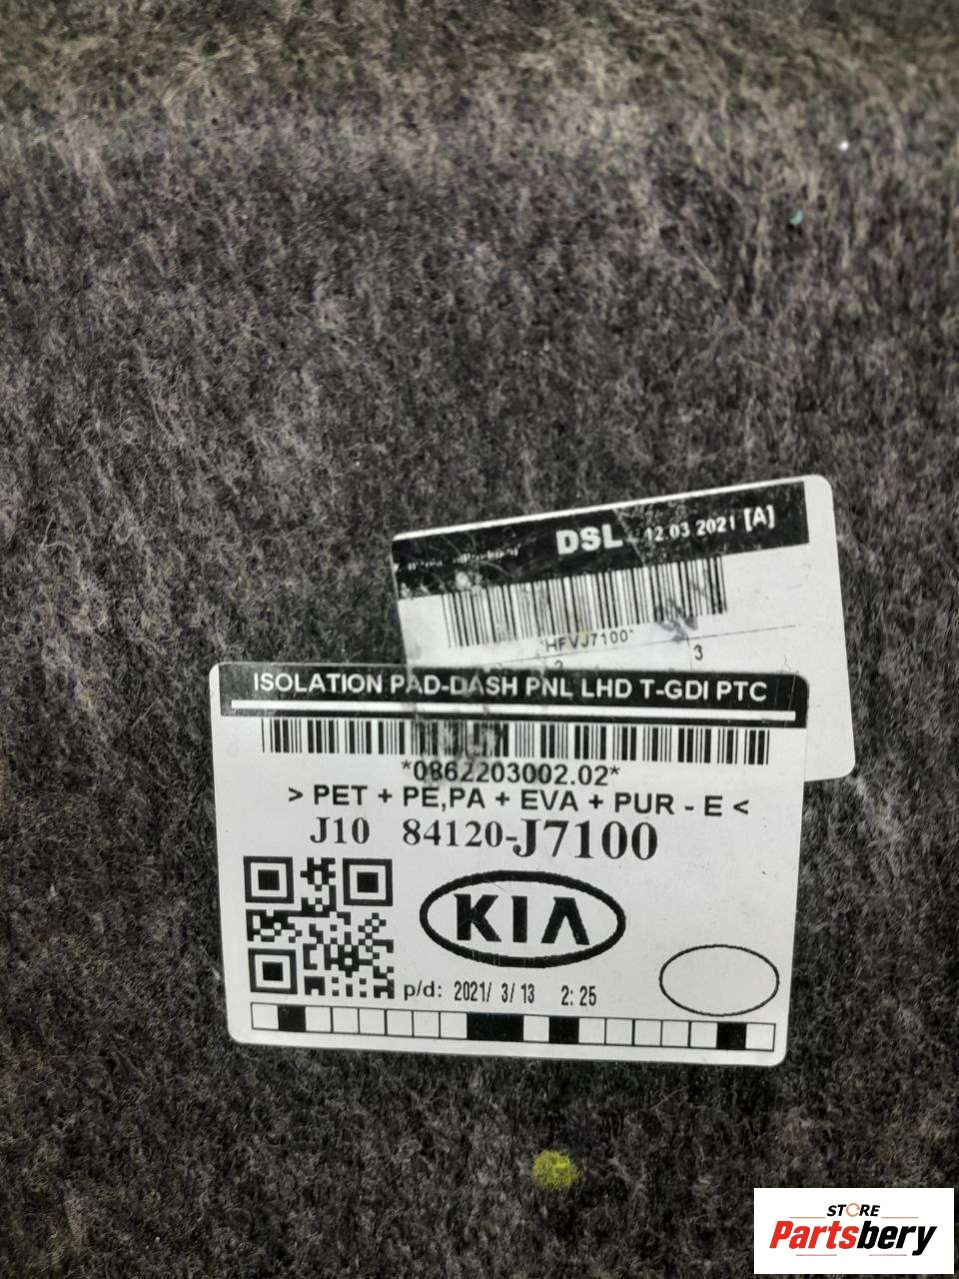 DSL 12.03 2021 [A]
*HFVJ7100*
3
ISOLATION PAD-DASH PNL LHD T-GDI PTC
*0862203002.02*
> PET + PE,PA + EVA + PUR - E <
J10 84120-J7100
KIA
p/d: 2021/ 3/ 13 2: 25
STORE
Partsbery